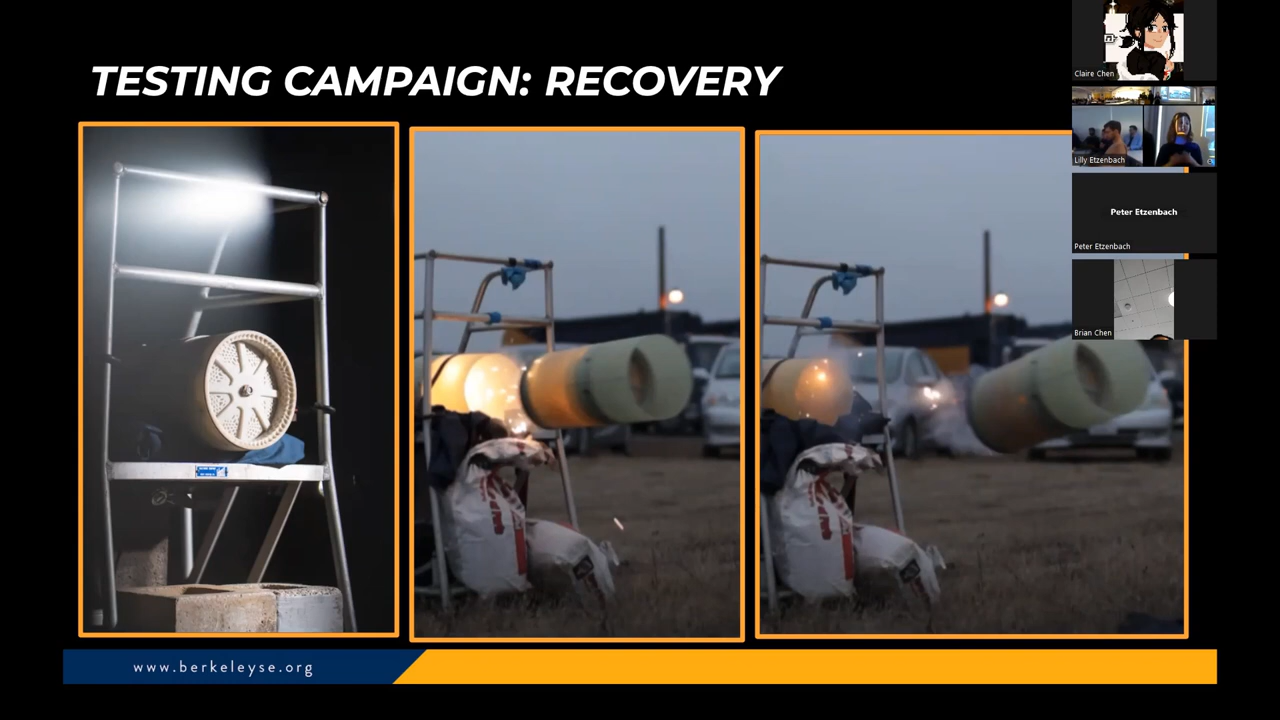 TESTING CAMPAIGN: RECOVERY
Claire Chen
Lilly Etzenbach
Peter Etzenbach
Peter Etzenbach
Brian Chen
www.berkeleyse.org